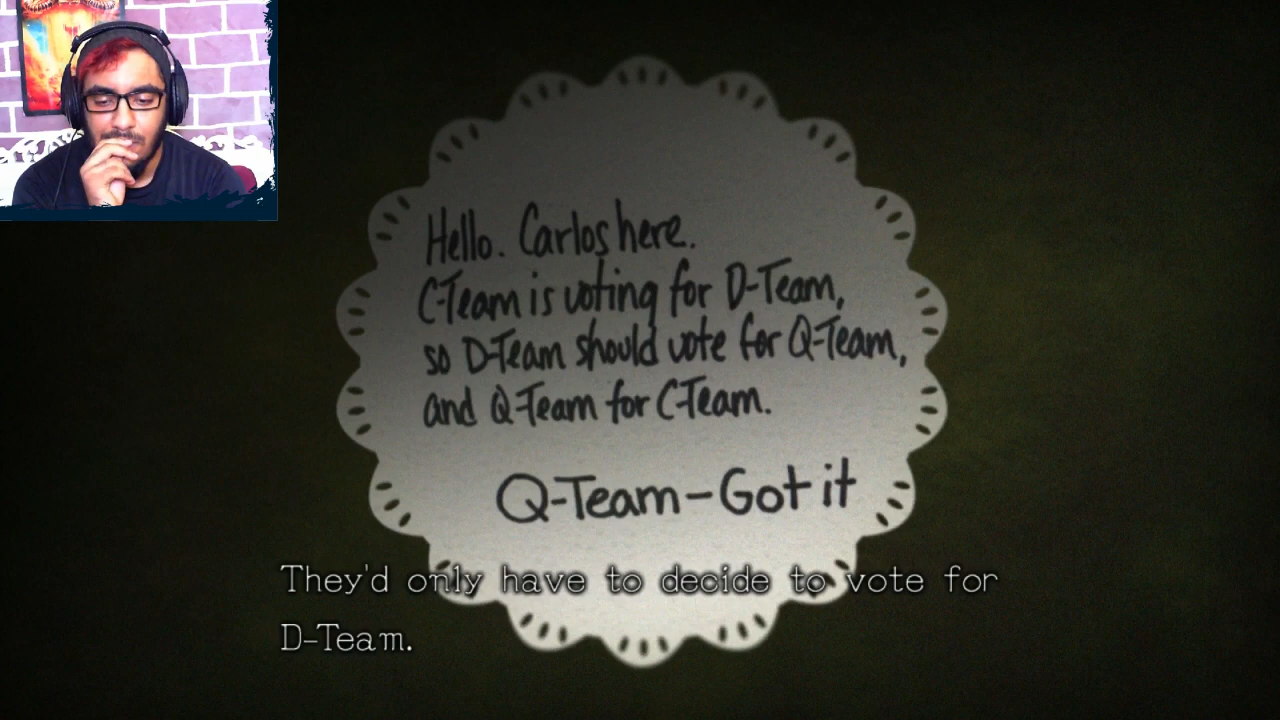 Hello. Carlos here.
C-Team is voting for D-Team,
so D-Team should vote for Q-Team,
and Q-Team for C-Team.
Q-Team-Got it
They'd only have to decide to vote for
D-Team.